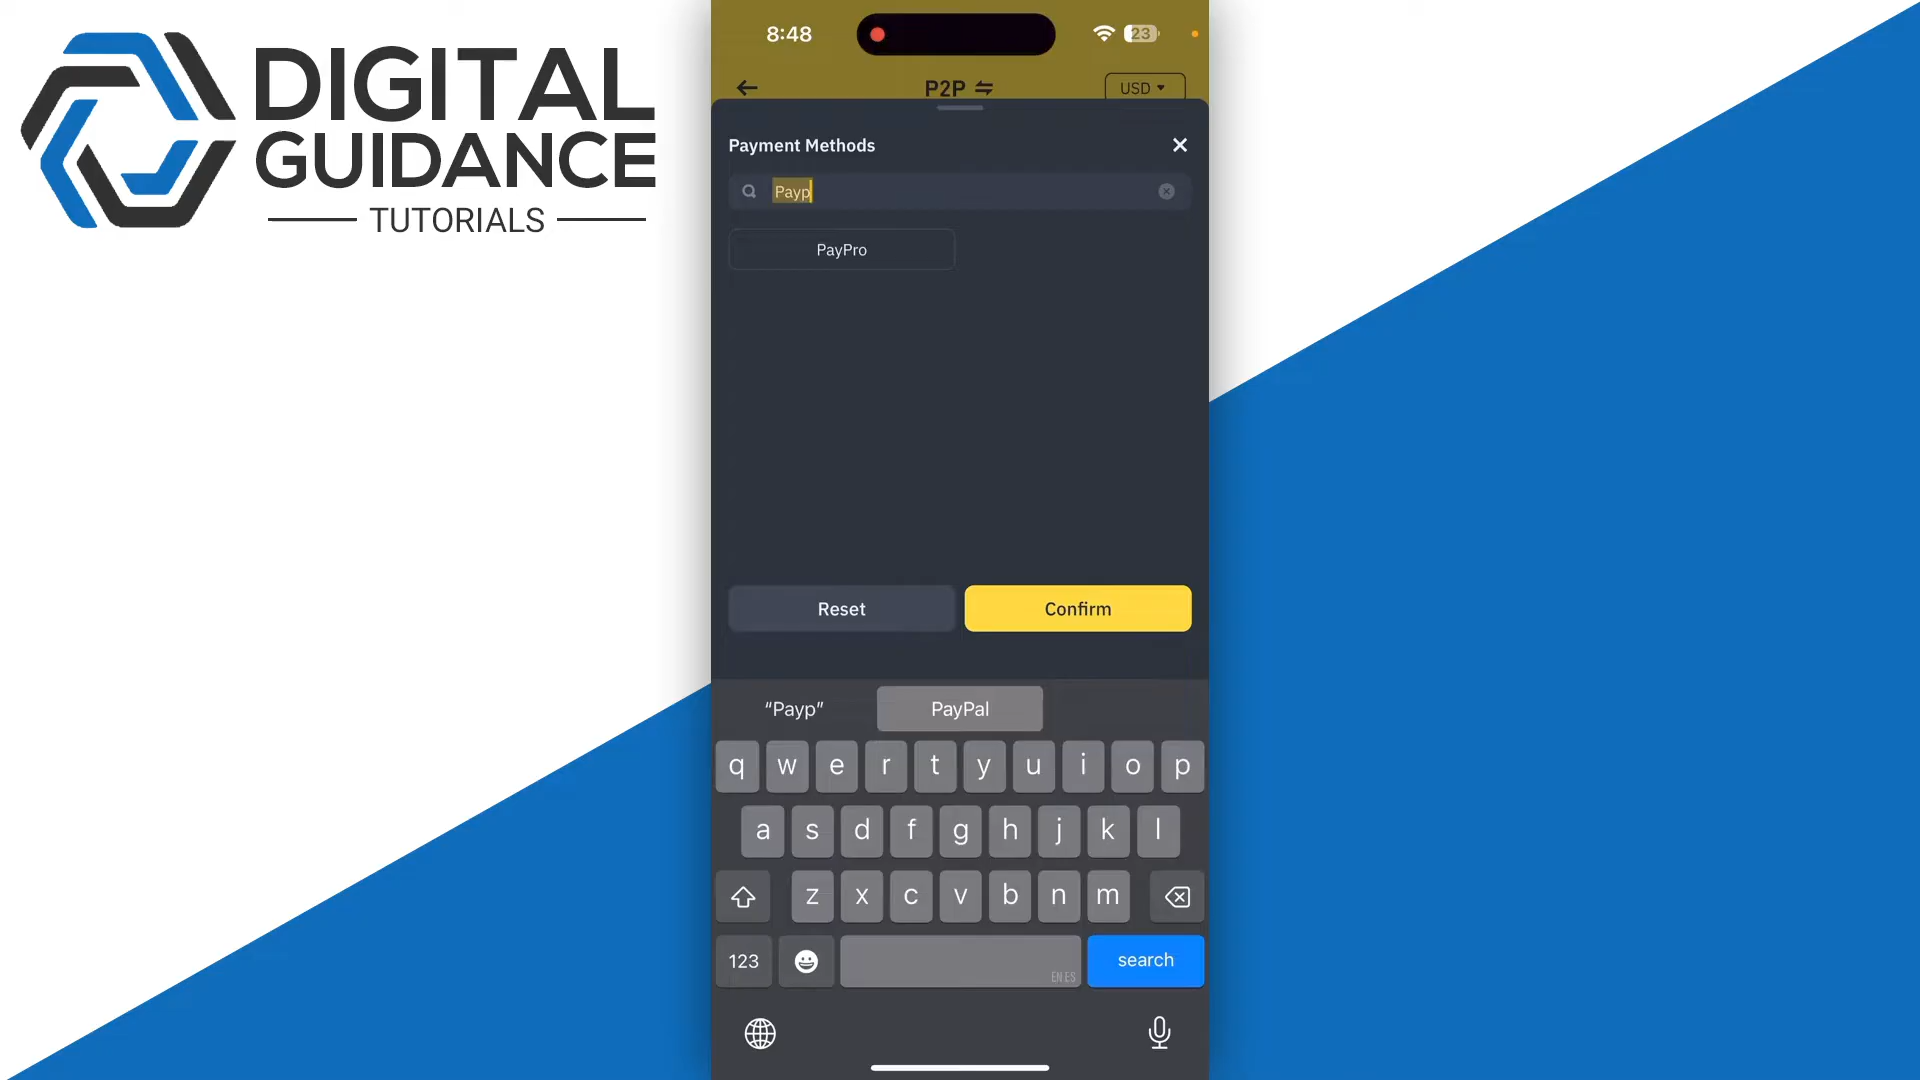 DIGITAL
GUIDANCE
TUTORIALS
8:48
23
P2P
USD
Payment Methods
Payp
PayPro
Reset
Confirm
“Payp”
PayPal
q w e r t y u i o p
a s d f g h j k l
z x c v b n m
123
EN ES
search